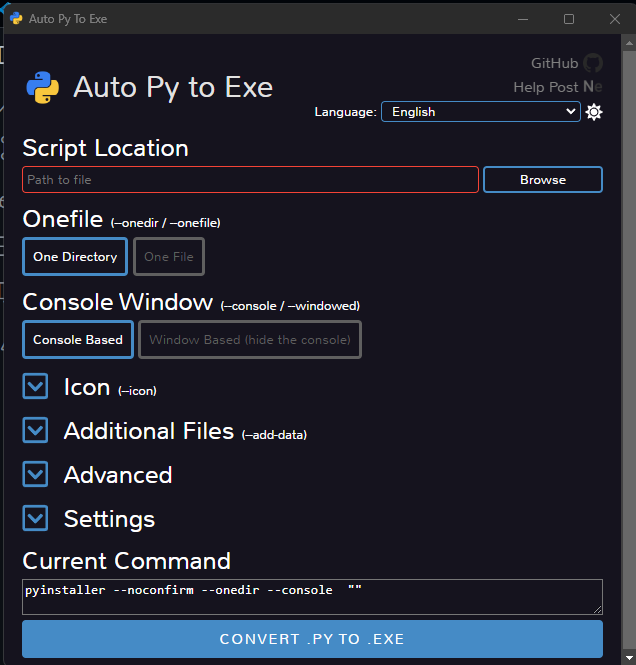 Auto Py To Exe
GitHub
Auto Py to Exe
Help Post Ne
Language: English
Script Location
Path to file Browse
Onefile (--onedir / --onefile)
One Directory One File
Console Window (--console / --windowed)
Console Based Window Based (hide the console)
Icon (--icon)
Additional Files (--add-data)
Advanced
Settings
Current Command
pyinstaller --noconfirm --onedir --console  ""
CONVERT .PY TO .EXE